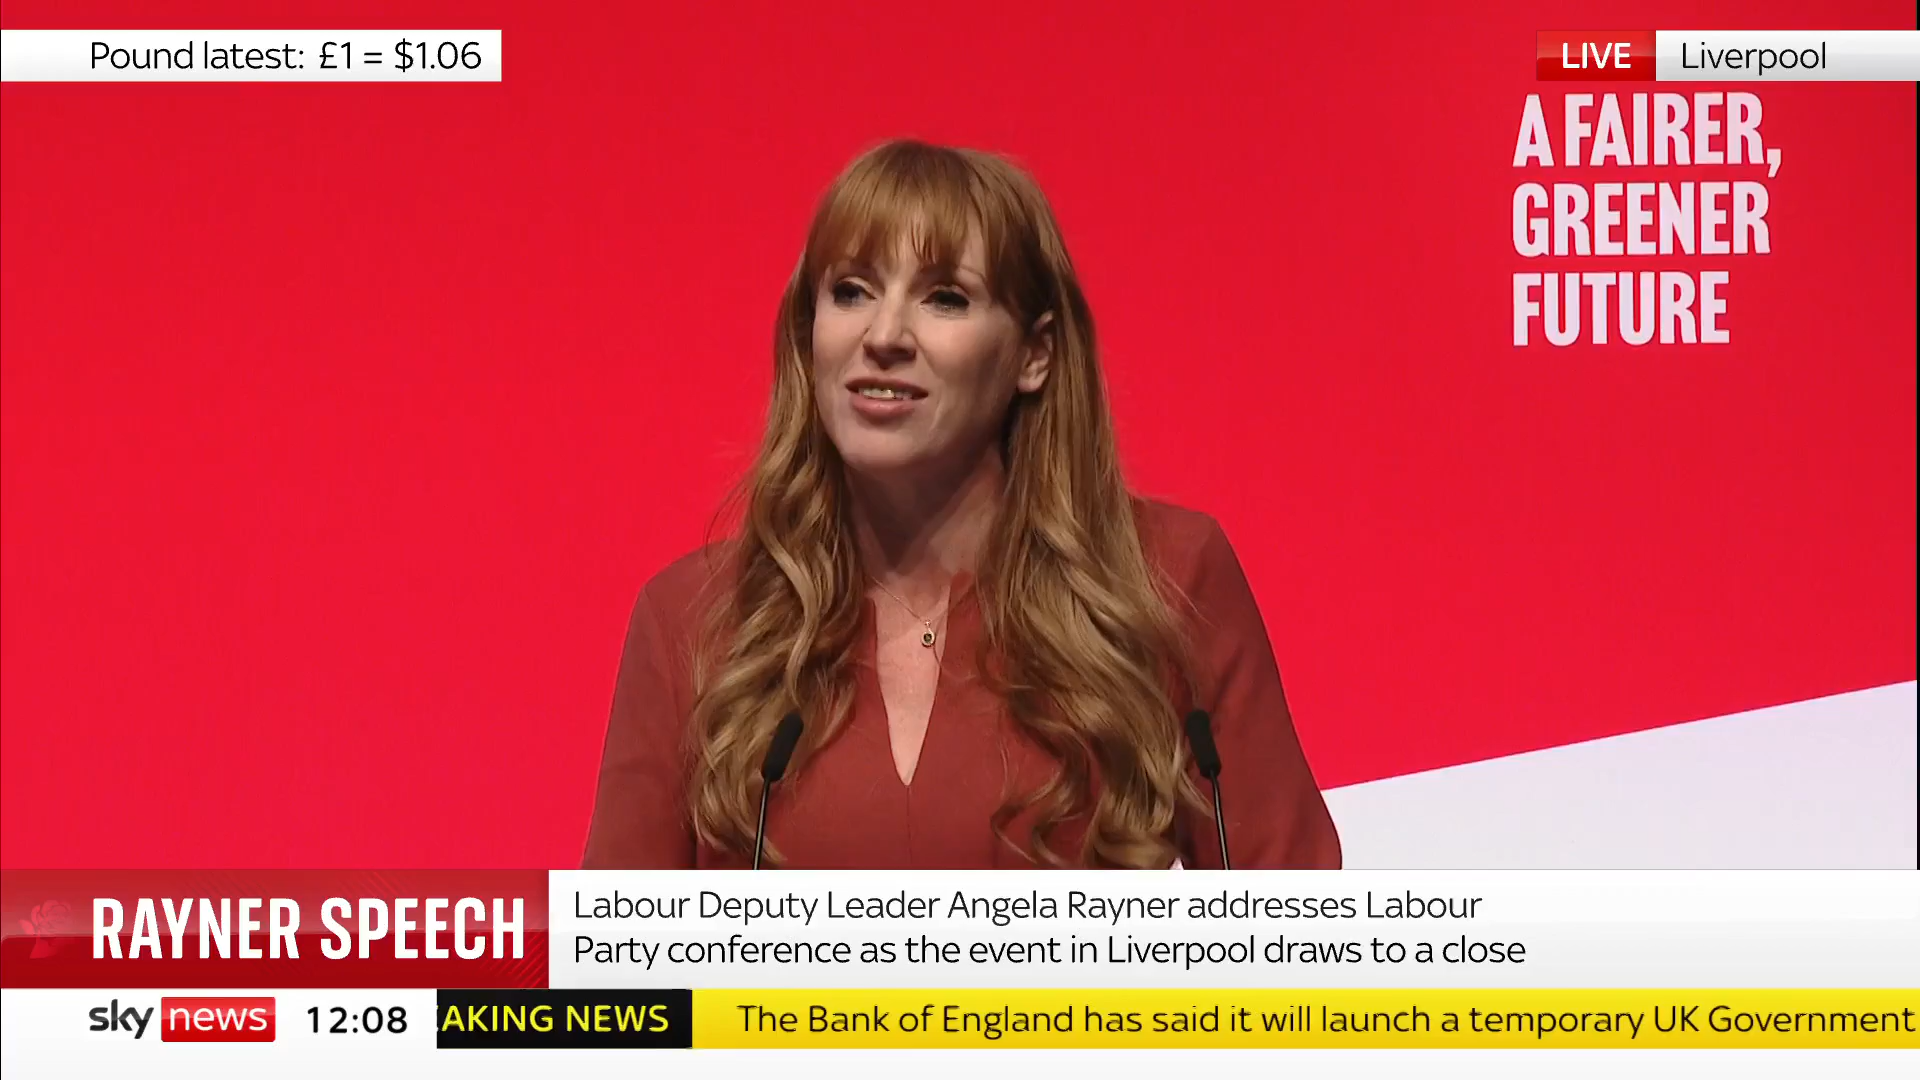 Pound latest: £1 = $1.06
LIVE Liverpool
A FAIRER,
GREENER
FUTURE
RAYNER SPEECH
Labour Deputy Leader Angela Rayner addresses Labour
Party conference as the event in Liverpool draws to a close
sky news 12:08 AKING NEWS The Bank of England has said it will launch a temporary UK Government